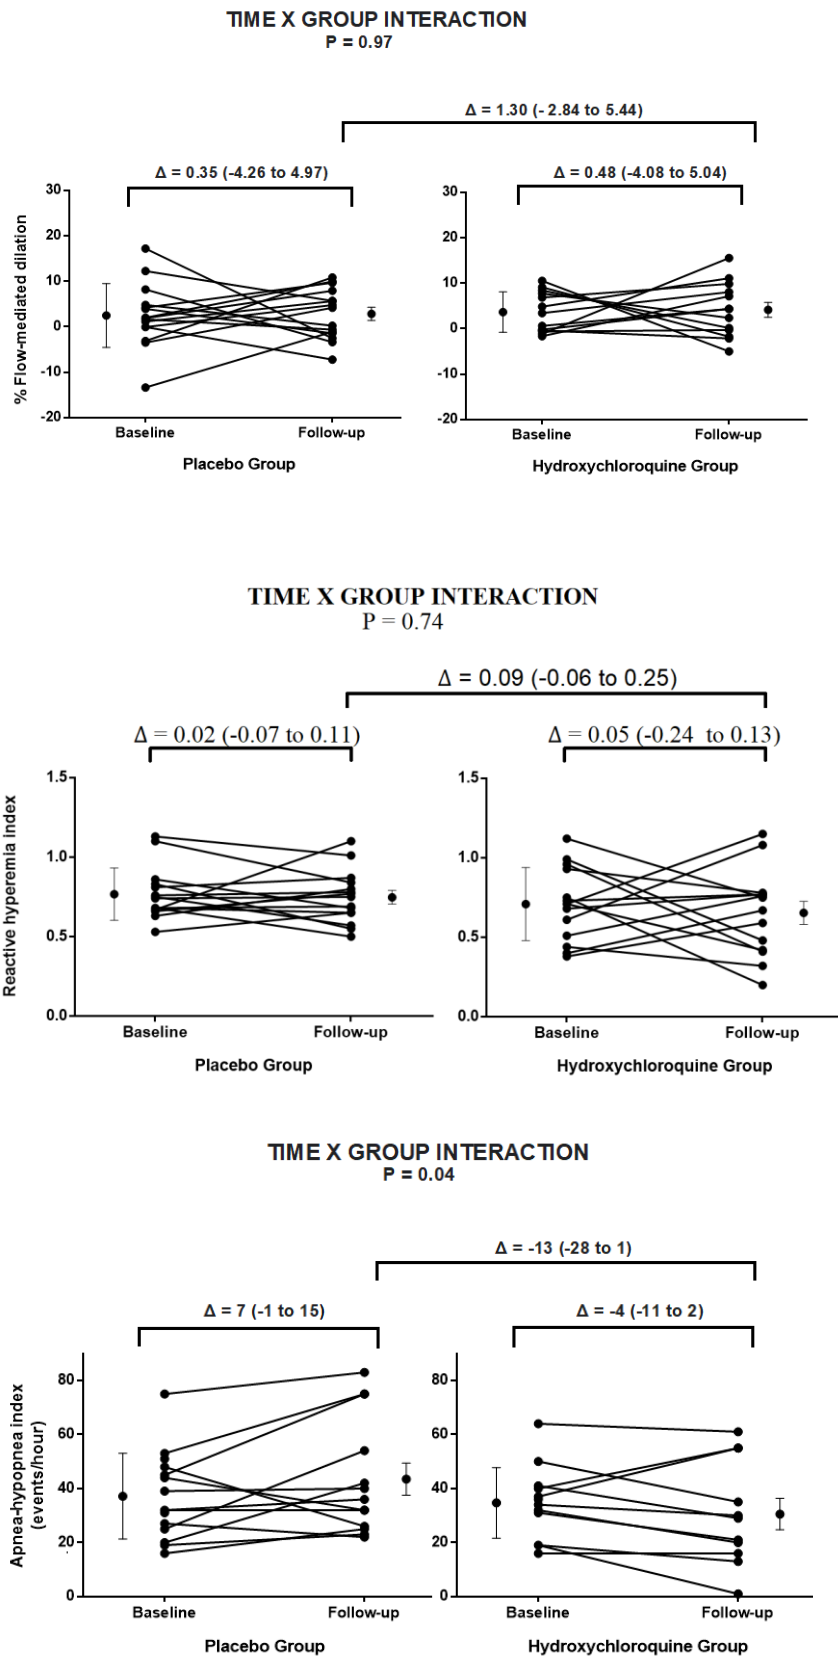 TIME X GROUP INTERACTION
P = 0.97
Δ = 1.30 (- 2.84 to 5.44)
Δ = 0.35 (-4.26 to 4.97)
Δ = 0.48 (-4.08 to 5.04)
% Flow-mediated dilation
30
20
10
0
-10
-20
Baseline
Follow-up
Placebo Group
30
20
10
0
-10
-20
Baseline
Follow-up
Hydroxychloroquine Group
TIME X GROUP INTERACTION
P = 0.74
Δ = 0.09 (-0.06 to 0.25)
Δ = 0.02 (-0.07 to 0.11)
Δ = 0.05 (-0.24 to 0.13)
Reactive hyperemia index
1.5
1.0
0.5
0.0
Baseline
Follow-up
Placebo Group
1.5
1.0
0.5
0.0
Baseline
Follow-up
Hydroxychloroquine Group
TIME X GROUP INTERACTION
P = 0.04
Δ = -13 (-28 to 1)
Δ = 7 (-1 to 15)
Δ = -4 (-11 to 2)
Apnea-hypopnea index
(events/hour)
80
60
40
20
0
Baseline
Follow-up
Placebo Group
80
60
40
20
0
Baseline
Follow-up
Hydroxychloroquine Group